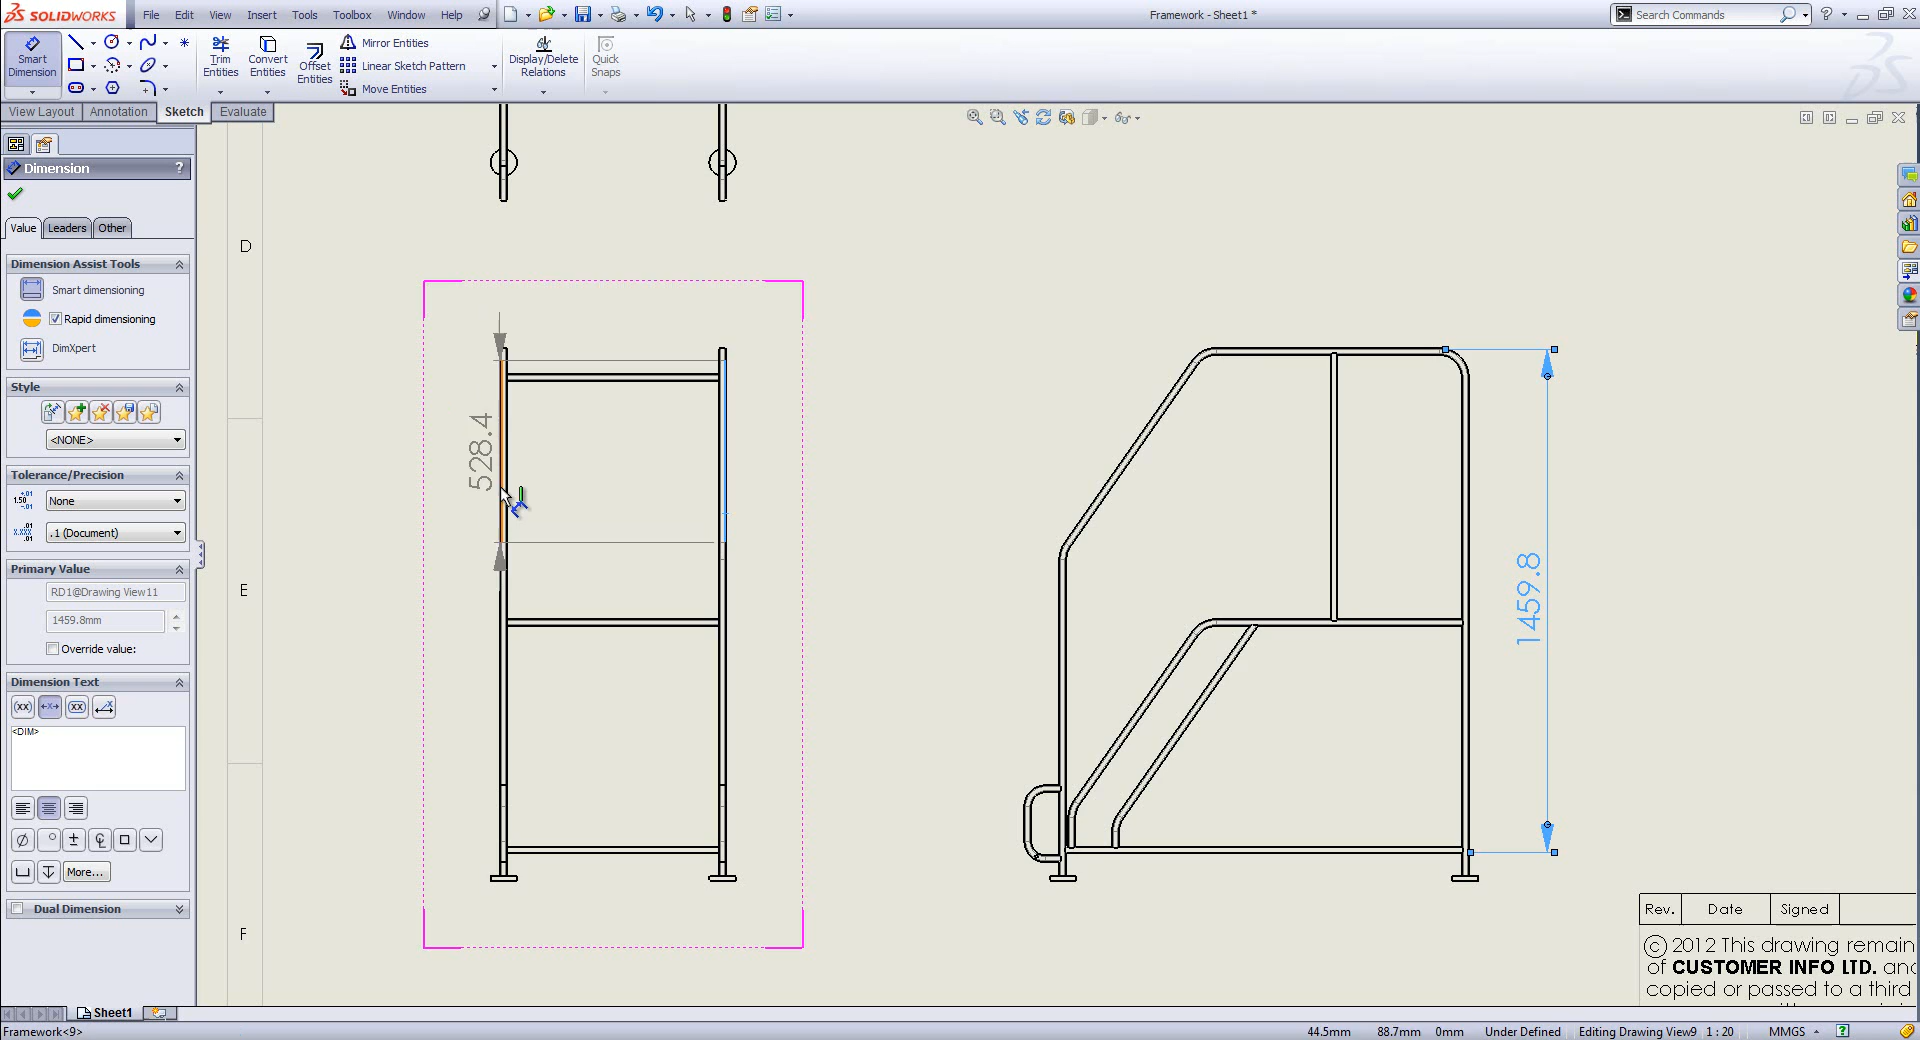 SOLIDWORKS File Edit View Insert Tools Toolbox Window Help Framework - Sheet1 * Search Commands
Smart Dimension
Trim Entities
Convert Entities
Offset Entities
Mirror Entities
Linear Sketch Pattern
Move Entities
Display/Delete Relations
Quick Snaps
View Layout Annotation Sketch Evaluate
Dimension ?
Value Leaders Other
Dimension Assist Tools
Smart dimensioning
Rapid dimensioning
DimXpert
Style
<NONE>
Tolerance/Precision
None
.1 (Document)
Primary Value
RD1@Drawing View11
1459.8mm
Override value:
Dimension Text
<DIM>
More...
Dual Dimension
D
E
F
528.4
1459.8
Rev. Date Signed
© 2012 This drawing remain
of CUSTOMER INFO LTD. and
copied or passed to a third
Sheet1
Framework<9> 44.5mm 88.7mm 0mm Under Defined Editing Drawing View9 1 : 20 MMGS